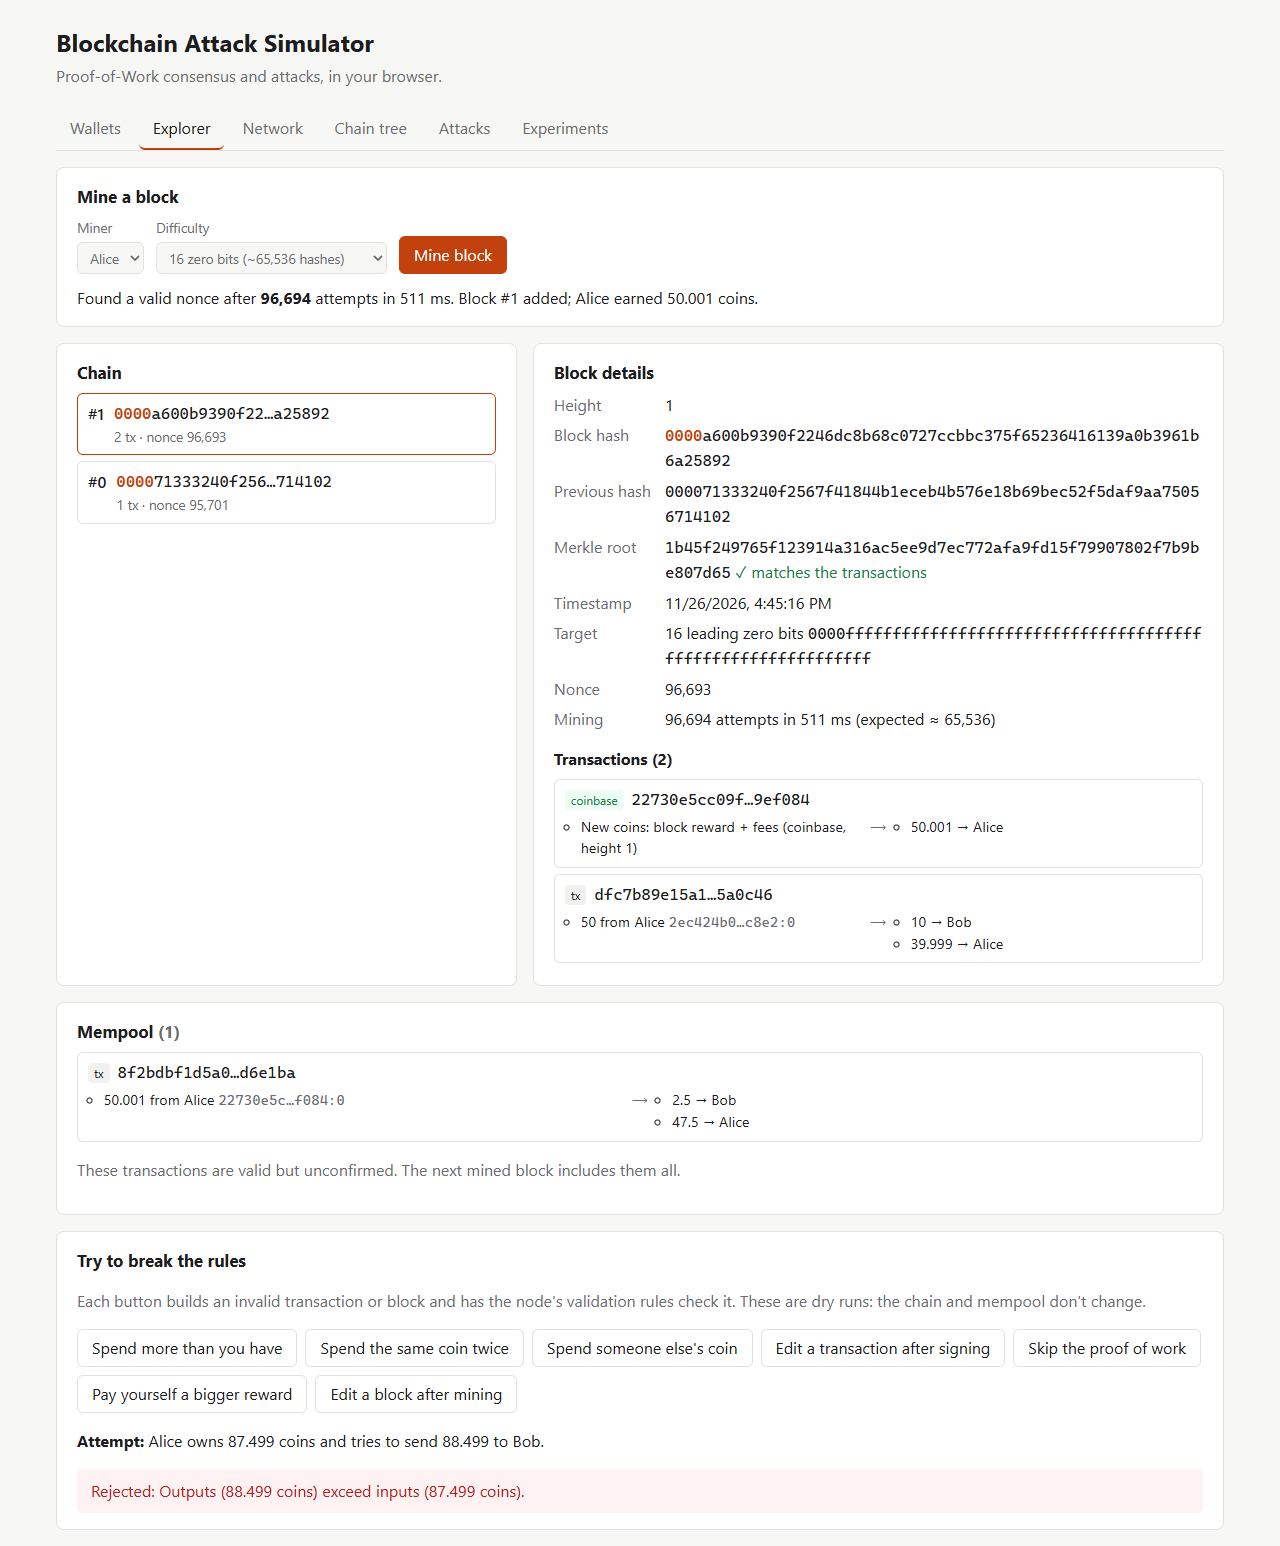 Blockchain Attack Simulator
Proof-of-Work consensus and attacks, in your browser.
Wallets Explorer Network Chain tree Attacks Experiments
Mine a block
Miner Difficulty
Alice 16 zero bits (~65,536 hashes) Mine block
Found a valid nonce after 96,694 attempts in 511 ms. Block #1 added; Alice earned 50.001 coins.
Chain
#1 0000a600b9390f22…a25892
2 tx · nonce 96,693
#0 000071333240f256…714102
1 tx · nonce 95,701
Block details
Height 1
Block hash 0000a600b9390f2246dc8b68c0727ccbbc375f65236416139a0b3961b
6a25892
Previous hash 000071333240f2567f41844b1eceb4b576e18b69bec52f5daf9aa7505
6714102
Merkle root 1b45f249765f123914a316ac5ee9d7ec772afa9fd15f79907802f7b9b
e807d65 ✓ matches the transactions
Timestamp 11/26/2026, 4:45:16 PM
Target 16 leading zero bits 0000ffffffffffffffffffffffffffffffffffffff
ffffffffffffffffffffff
Nonce 96,693
Mining 96,694 attempts in 511 ms (expected ≈ 65,536)
Transactions (2)
coinbase 22730e5cc09f…9ef084
New coins: block reward + fees (coinbase, → 50.001 → Alice
height 1)
tx dfc7b89e15a1…5a0c46
50 from Alice 2ec424b0…c8e2:0 → 10 → Bob
39.999 → Alice
Mempool (1)
tx 8f2bdbf1d5a0…d6e1ba
50.001 from Alice 22730e5c…f084:0 → 2.5 → Bob
47.5 → Alice
These transactions are valid but unconfirmed. The next mined block includes them all.
Try to break the rules
Each button builds an invalid transaction or block and has the node's validation rules check it. These are dry runs: the chain and mempool don't change.
Spend more than you have Spend the same coin twice Spend someone else's coin Edit a transaction after signing Skip the proof of work
Pay yourself a bigger reward Edit a block after mining
Attempt: Alice owns 87.499 coins and tries to send 88.499 to Bob.
Rejected: Outputs (88.499 coins) exceed inputs (87.499 coins).